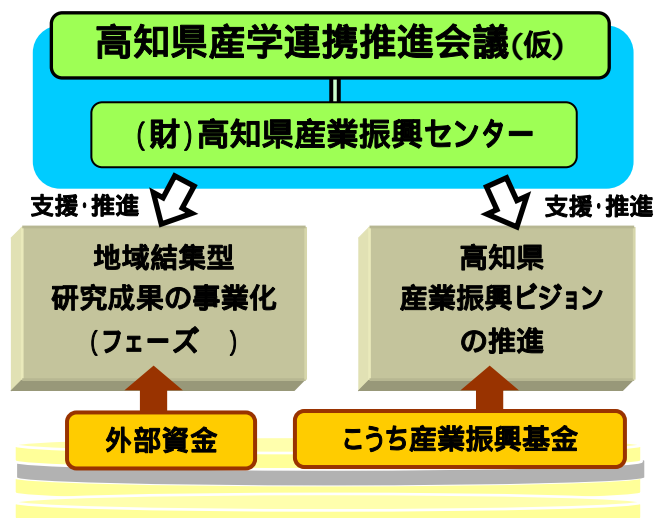 高知県産学連携推進会議(仮)
(財)高知県産業振興センター
支援・推進
支援・推進
地域結集型
研究成果の事業化
(フェーズ　)
高知県
産業振興ビジョン
の推進
外部資金
こうち産業振興基金